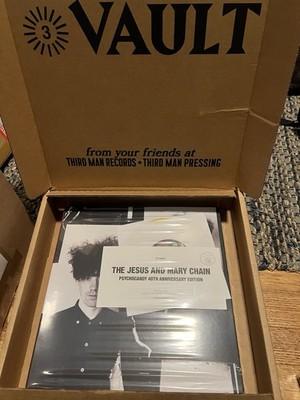 3
VAULT
from your friends at
THIRD MAN RECORDS • THIRD MAN PRESSING
THE JESUS AND MARY CHAIN
PSYCHOCANDY 40TH ANNIVERSARY EDITION